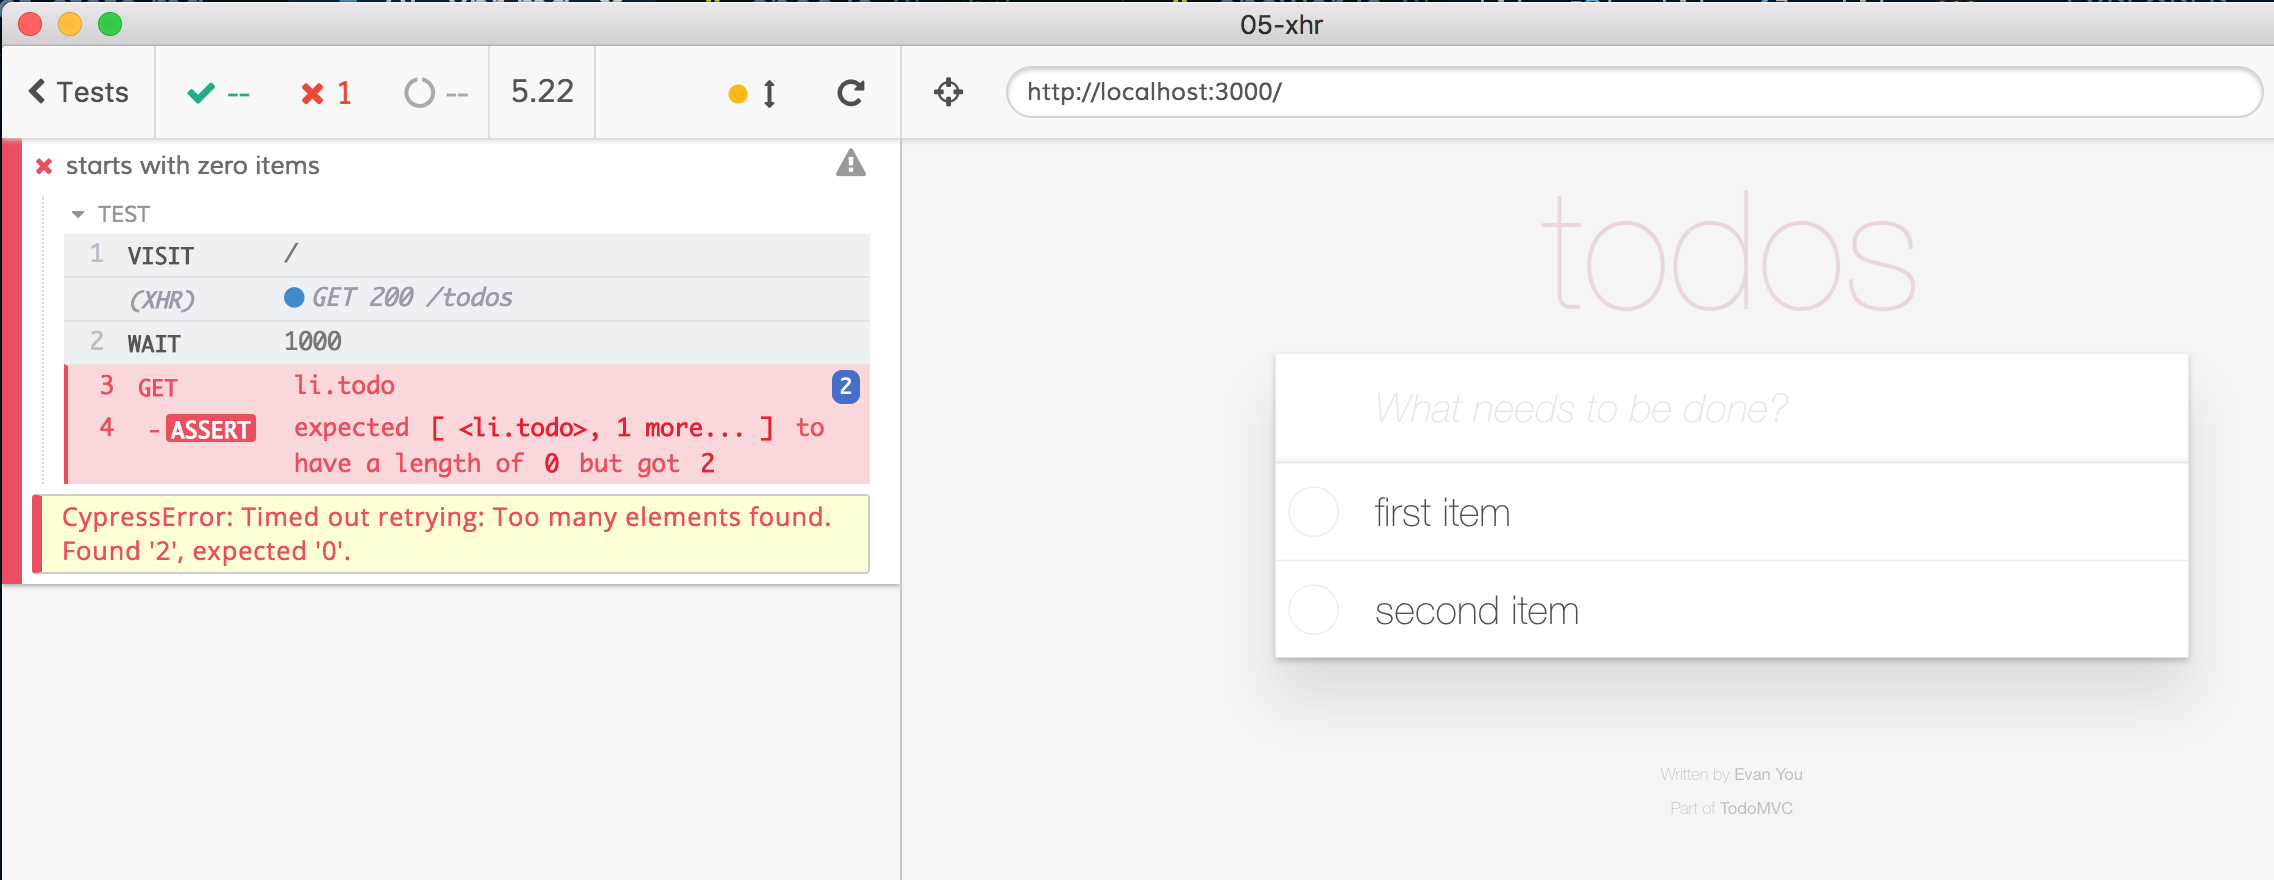 05-xhr
Tests
--
1
--
5.22
http://localhost:3000/
starts with zero items
TEST
1 VISIT /
(XHR) GET 200 /todos
2 WAIT 1000
3 GET li.todo 2
4 -ASSERT expected [ <li.todo>, 1 more... ] to
have a length of 0 but got 2
CypressError: Timed out retrying: Too many elements found.
Found '2', expected '0'.
todos
What needs to be done?
first item
second item
Written by Evan You
Part of TodoMVC